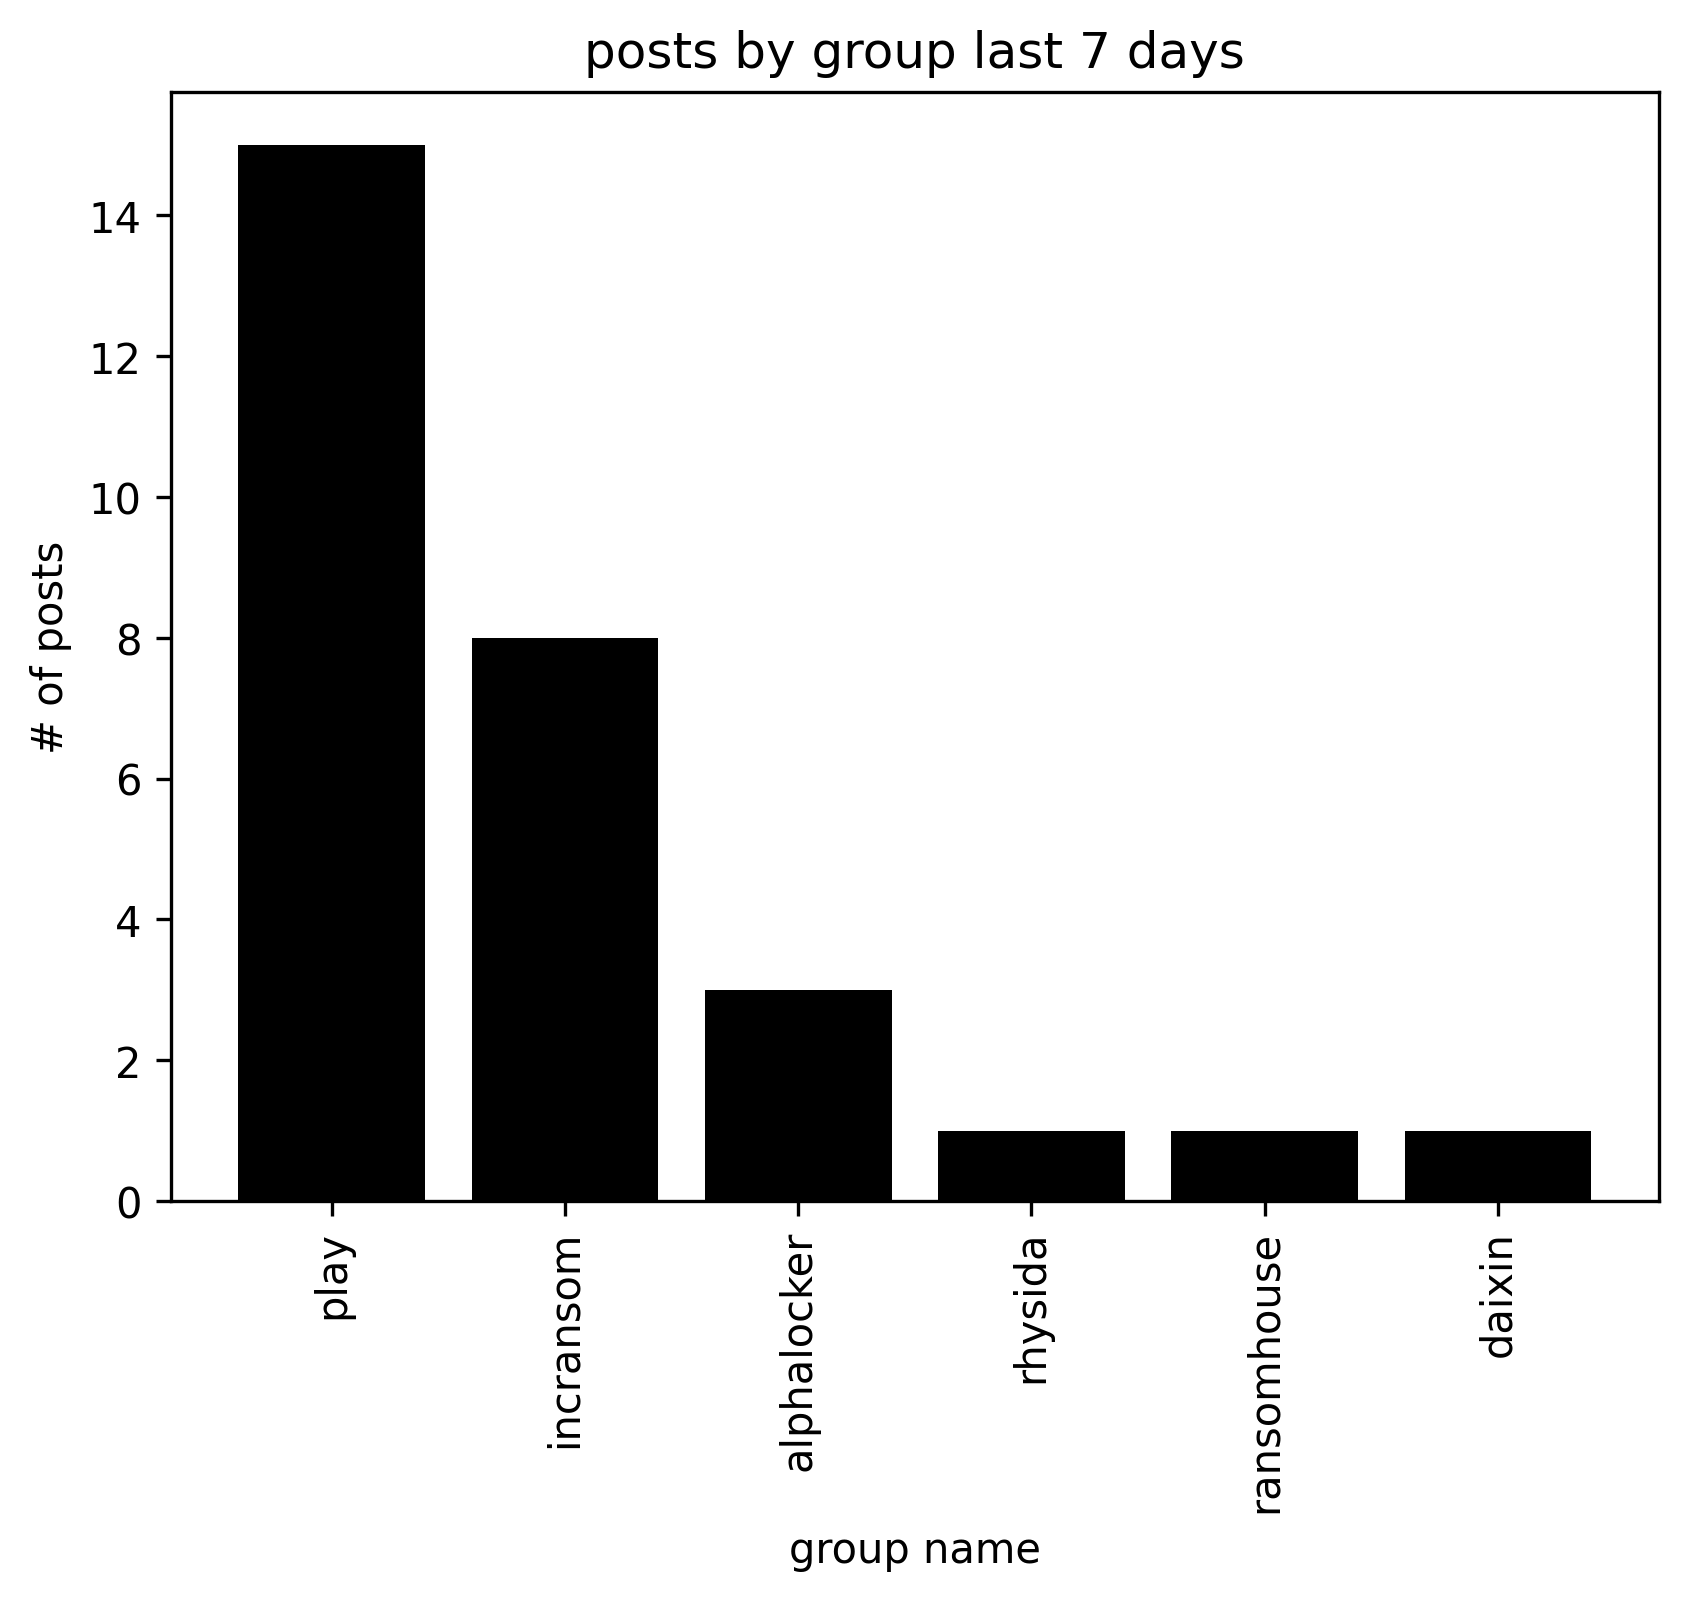 posts by group last 7 days
# of posts
14
12
10
8
6
4
2
0
play
incransom
alphalocker
rhysida
ransomhouse
daixin
group name